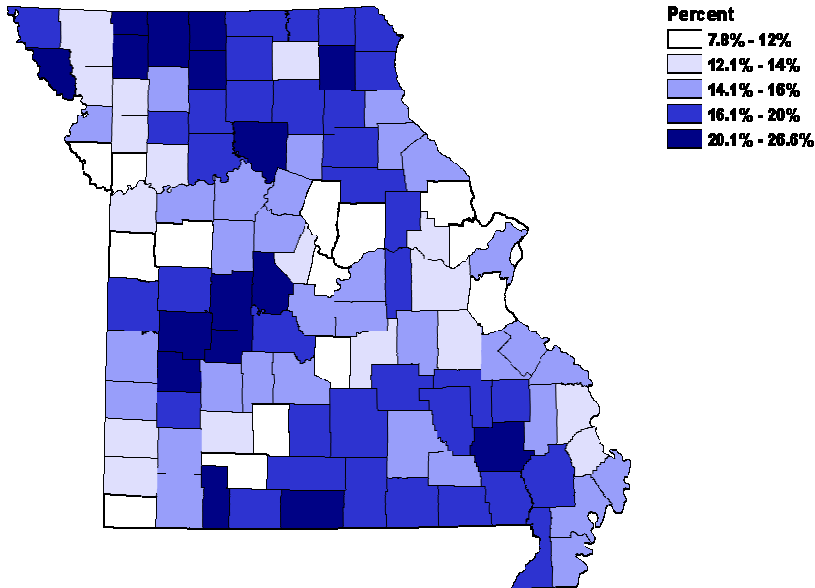 Percent
7.8% - 12%
12.1% - 14%
14.1% - 16%
16.1% - 20%
20.1% - 26.6%